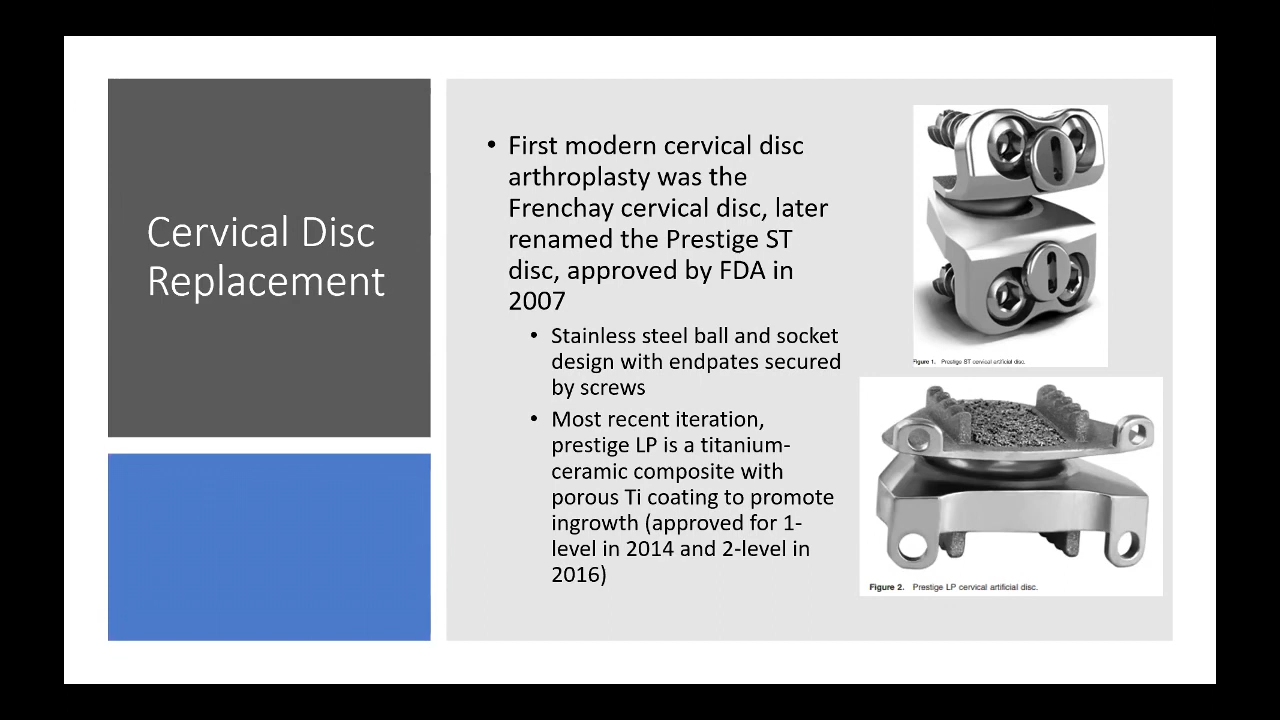 Cervical Disc
Replacement
• First modern cervical disc
arthroplasty was the
Frenchay cervical disc, later
renamed the Prestige ST
disc, approved by FDA in
2007
• Stainless steel ball and socket
design with endpates secured
by screws
• Most recent iteration,
prestige LP is a titanium-
ceramic composite with
porous Ti coating to promote
ingrowth (approved for 1-
level in 2014 and 2-level in
2016)
Figure 1. Prestige ST cervical artificial disc.
Figure 2. Prestige LP cervical artificial disc.